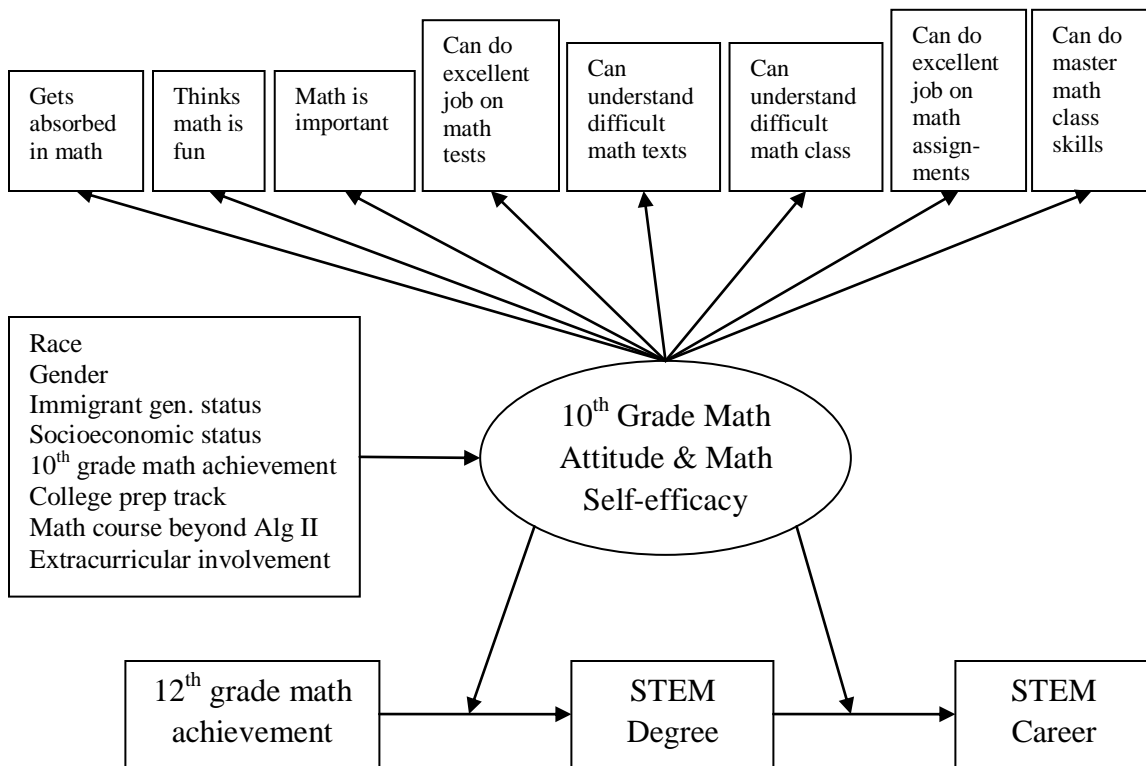 Gets
absorbed
in math
Thinks
math is
fun
Math is
important
Can do
excellent
job on
math
tests
Can
understand
difficult
math texts
Can
understand
difficult
math class
Can do
excellent
job on
math
assign-
ments
Can do
master
math
class
skills
Race
Gender
Immigrant gen. status
Socioeconomic status
10th grade math achievement
College prep track
Math course beyond Alg II
Extracurricular involvement
10th Grade Math
Attitude & Math
Self-efficacy
12th grade math
achievement
STEM
Degree
STEM
Career